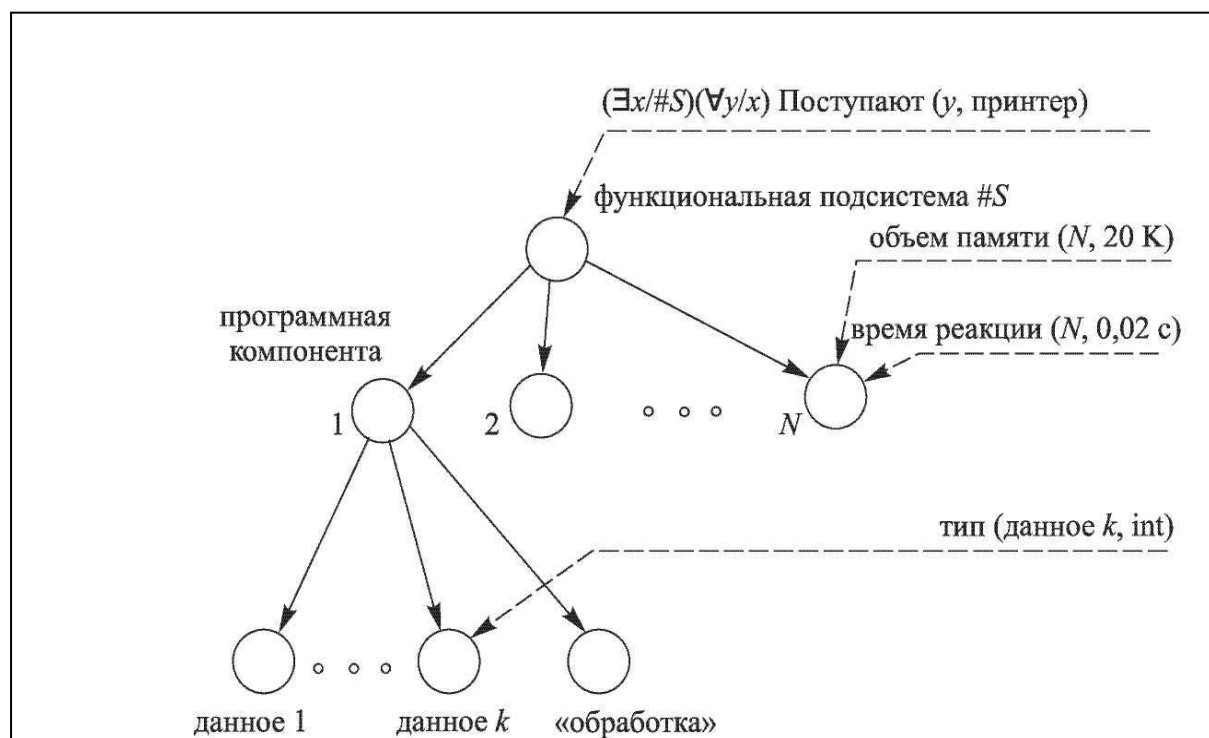 (∃x/#S)(∀y/x) Поступают (y, принтер)
функциональная подсистема #S
объем памяти (N, 20 K)
программная
компонента
время реакции (N, 0,02 с)
1
2
N
тип (данное k, int)
данное 1
данное k
«обработка»